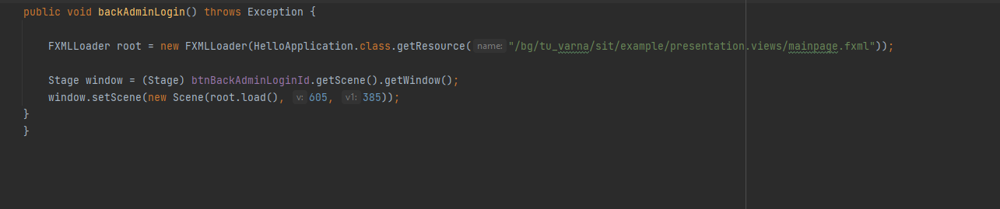 public void backAdminLogin() throws Exception {
FXMLLoader root = new FXMLLoader(HelloApplication.class.getResource( name: "/bg/tu_varna/sit/example/presentation.views/mainpage.fxml"));
Stage window = (Stage) btnBackAdminLoginId.getScene().getWindow();
window.setScene(new Scene(root.load(), v: 605, v1: 385));
}
}